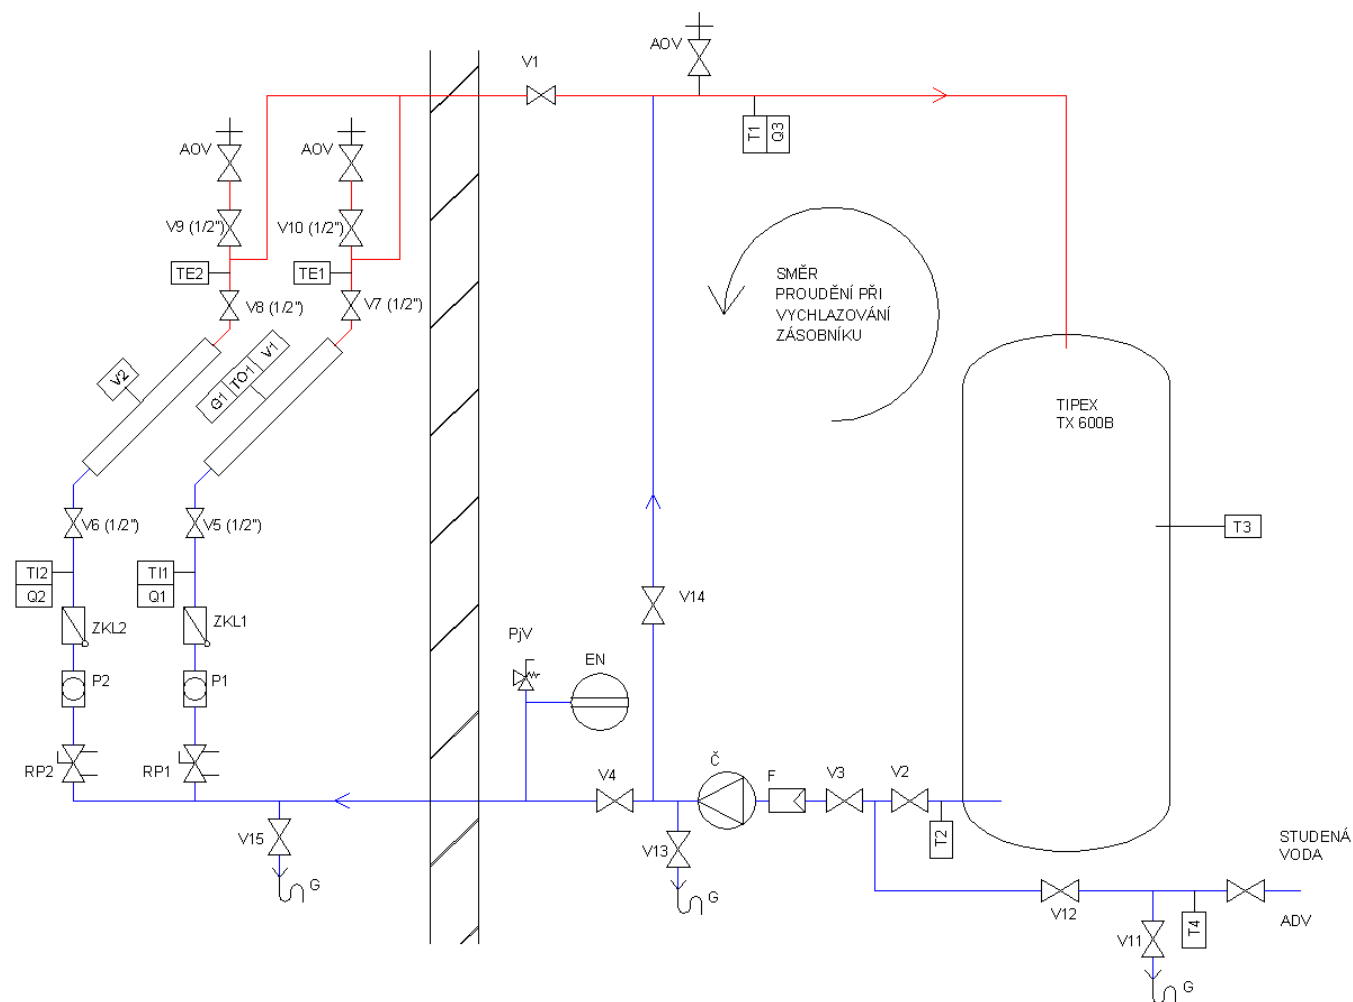 AOV
V1
T1
Q3
AOV
AOV
V9 (1/2")
V10 (1/2")
TE2
TE1
V8 (1/2")
V7 (1/2")
SMĚR
PROUDĚNÍ PŘI
VYCHLAZOVÁNÍ
ZÁSOBNÍKU
V2
G1
TO1
V1
TIPEX
TX 600B
V6 (1/2")
V5 (1/2")
T3
TI2
Q2
TI1
Q1
ZKL2
ZKL1
V14
PjV
EN
P2
P1
RP2
RP1
V4
Č
F
V3
V2
T2
V15
G
V13
G
STUDENÁ
VODA
V12
ADV
T4
V11
G